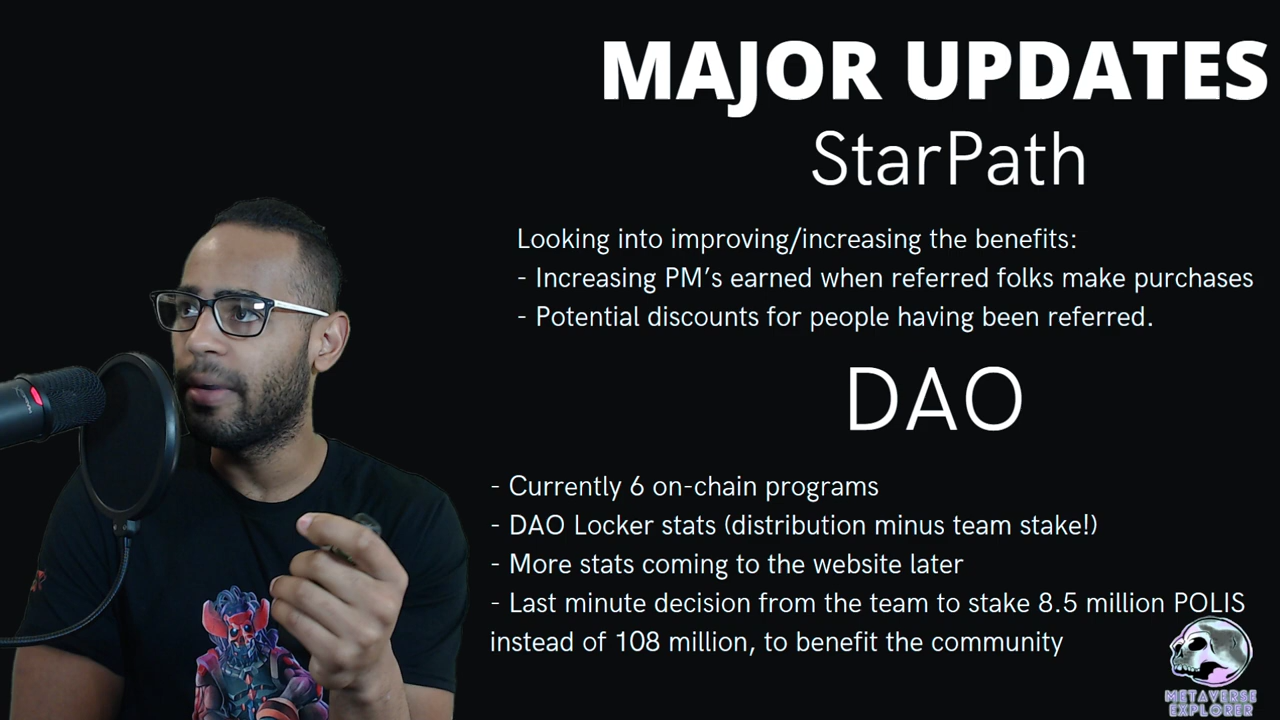 MAJOR UPDATES
StarPath
Looking into improving/increasing the benefits:
- Increasing PM’s earned when referred folks make purchases
- Potential discounts for people having been referred.
DAO
- Currently 6 on-chain programs
- DAO Locker stats (distribution minus team stake!)
- More stats coming to the website later
- Last minute decision from the team to stake 8.5 million POLIS
instead of 108 million, to benefit the community
METAVERSE
EXPLORER